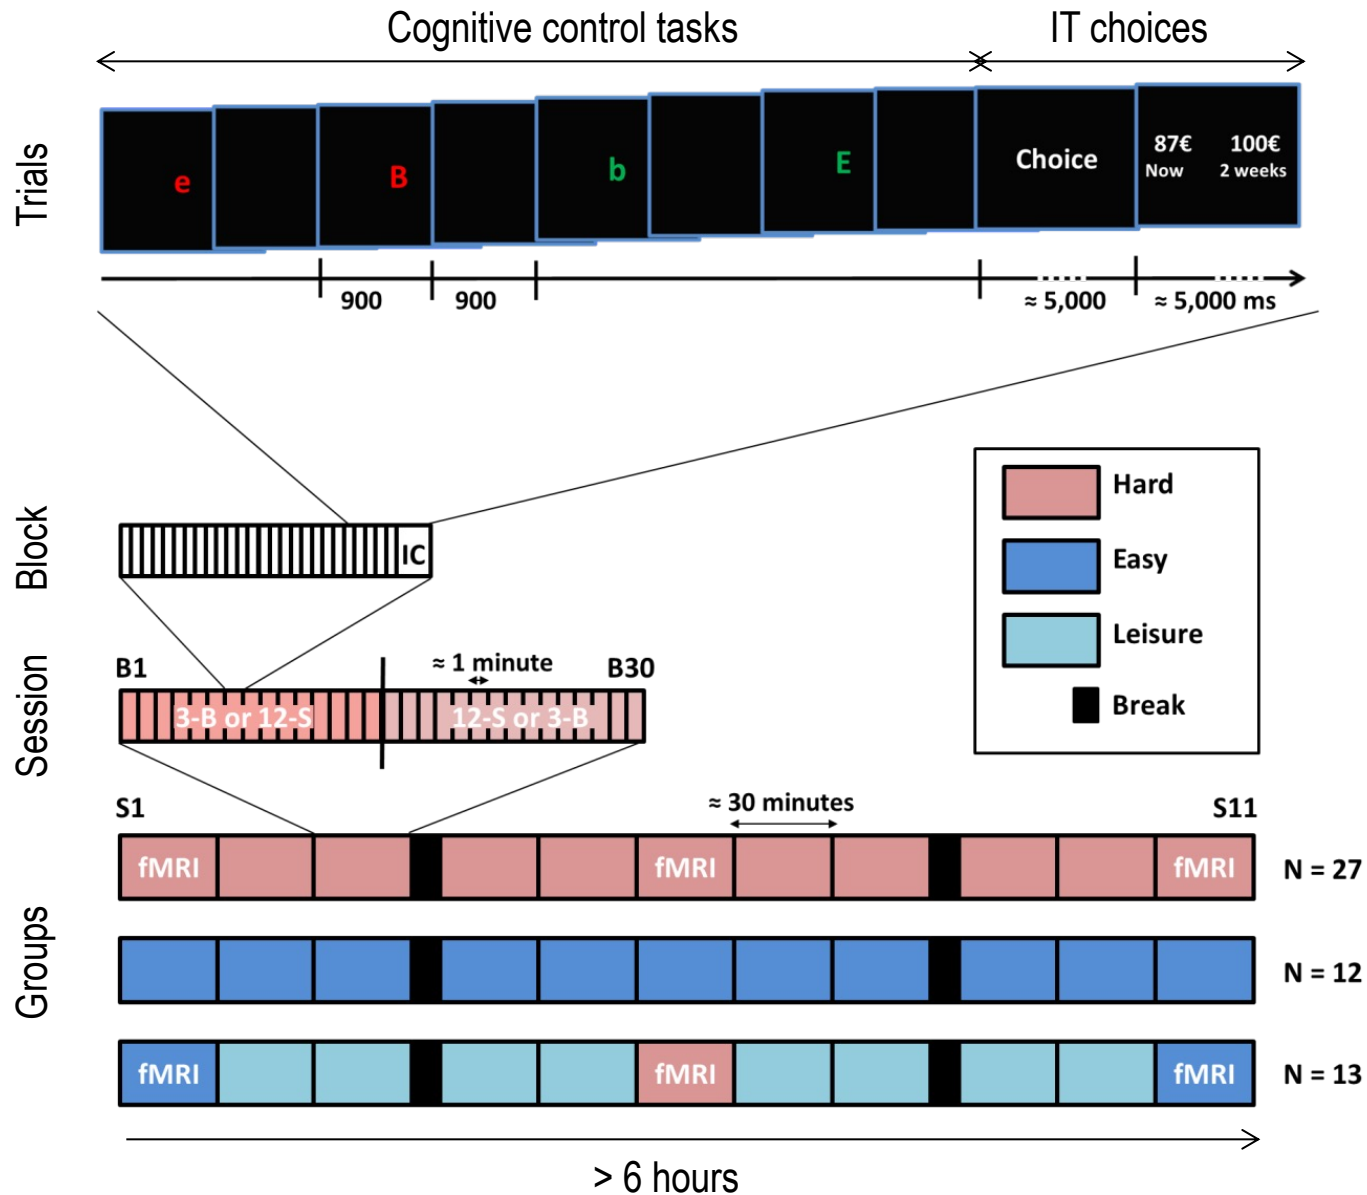 Cognitive control tasks IT choices
Trials
e B b E Choice 87€ 100€
Now 2 weeks
900 900 ≈ 5,000 ≈ 5,000 ms
Block
IC
Hard
Easy
Leisure
Break
Session
B1 ≈ 1 minute B30
3-B or 12-S 12-S or 3-B
S1 ≈ 30 minutes S11
Groups
fMRI fMRI fMRI N = 27
N = 12
fMRI fMRI fMRI N = 13
> 6 hours